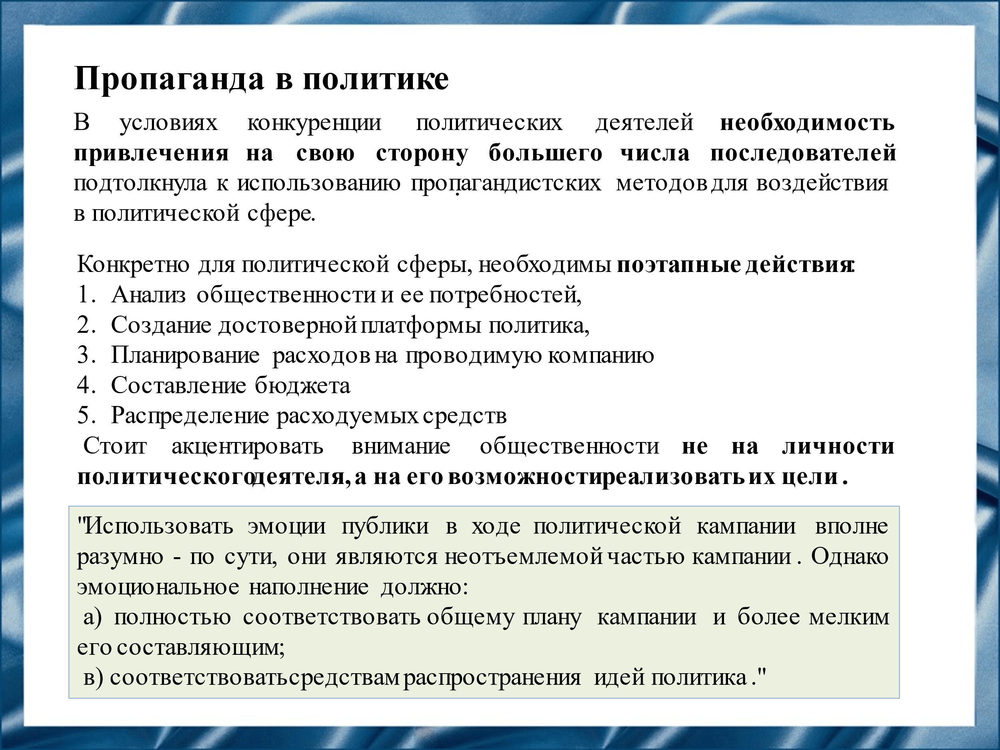 Пропаганда в политике
В условиях конкуренции политических деятелей необходимость
привлечения на свою сторону большего числа последователей
подтолкнула к использованию пропагандистских методов для воздействия
в политической сфере.
.
Конкретно для политической сферы, необходимы поэтапные действия:
1. Анализ общественности и ее потребностей,
2. Создание достоверной платформы политика,
3. Планирование расходов на проводимую компанию
4. Составление бюджета
5. Распределение расходуемых средств
Стоит акцентировать внимание общественности не на личности
политического деятеля, а на его возможности реализовать их цели .
"Использовать эмоции публики в ходе политической кампании вполне
разумно - по сути, они являются неотъемлемой частью кампании . Однако
эмоциональное наполнение должно:
а) полностью соответствовать общему плану кампании и более мелким
его составляющим;
в) соответствовать средствам распространения идей политика ."